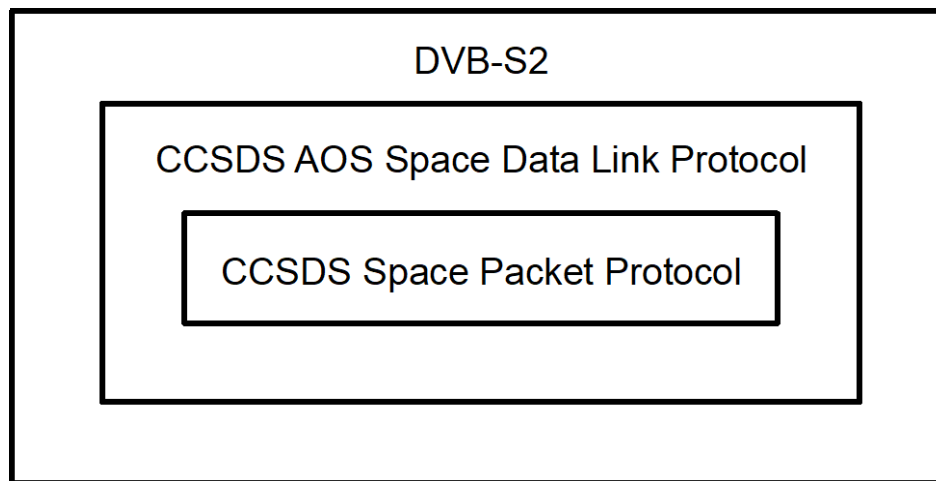 DVB-S2
CCSDS AOS Space Data Link Protocol
CCSDS Space Packet Protocol